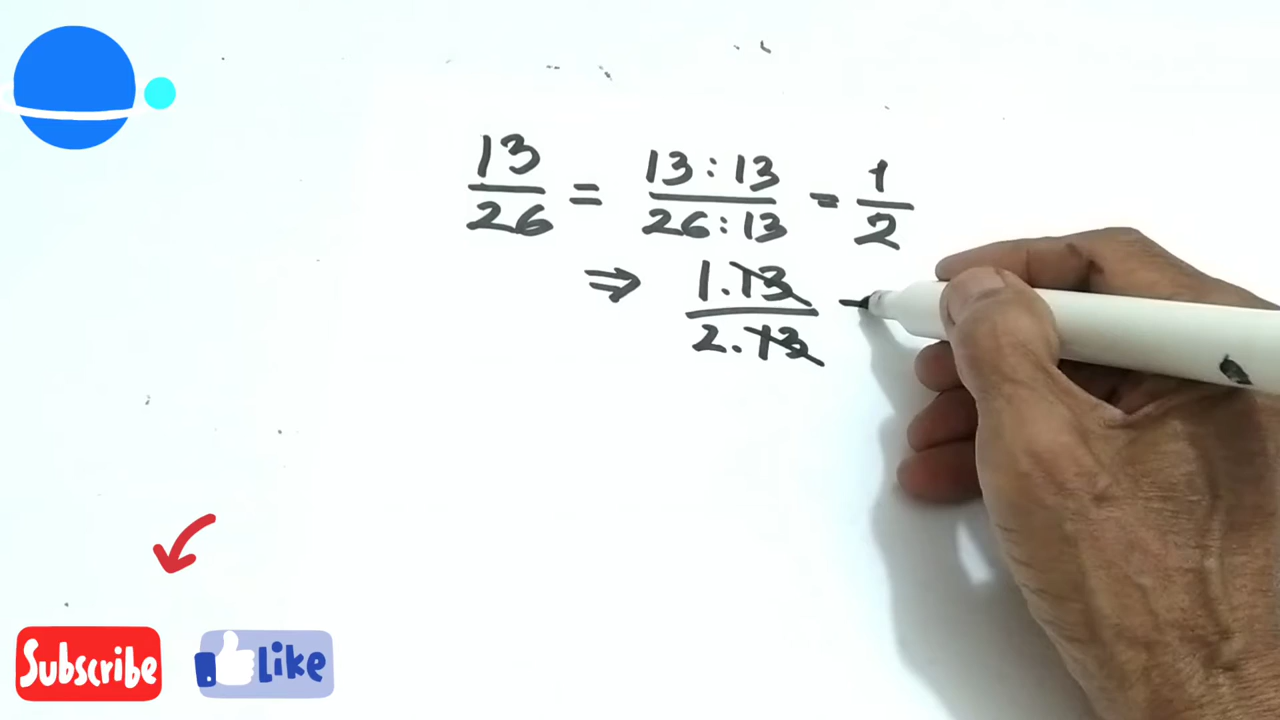 13/26 = 13:13/26:13 = 1/2
⇒ 1.13/2.13 -
Subscribe
Like